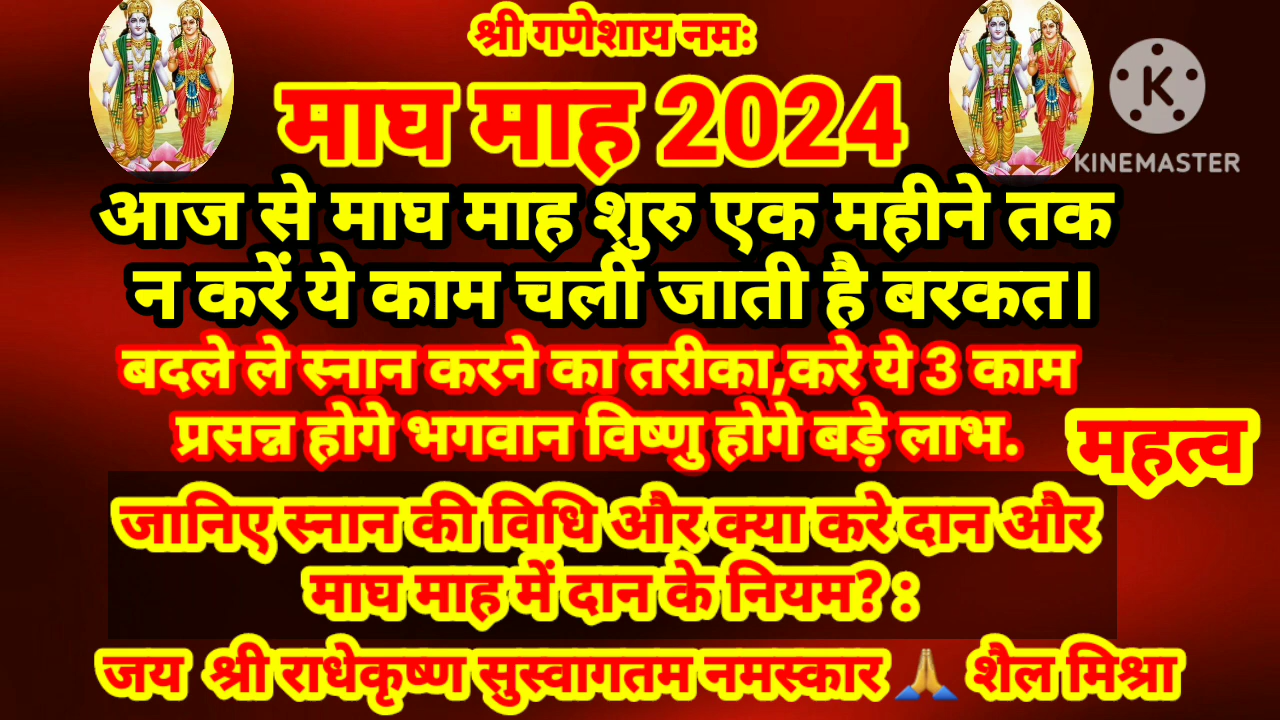 श्री गणेशाय नमः
माघ माह 2024
K
KINEMASTER
आज से माघ माह शुरु एक महीने तक
न करें ये काम चली जाती है बरकत।
बदले ले स्नान करने का तरीका,करे ये 3 काम
प्रसन्न होगे भगवान विष्णु होगे बड़े लाभ.
महत्व
जानिए स्नान की विधि और क्या करे दान और
माघ माह में दान के नियम? :
जय श्री राधेकृष्ण सुस्वागतम नमस्कार 🙏 शैल मिश्रा